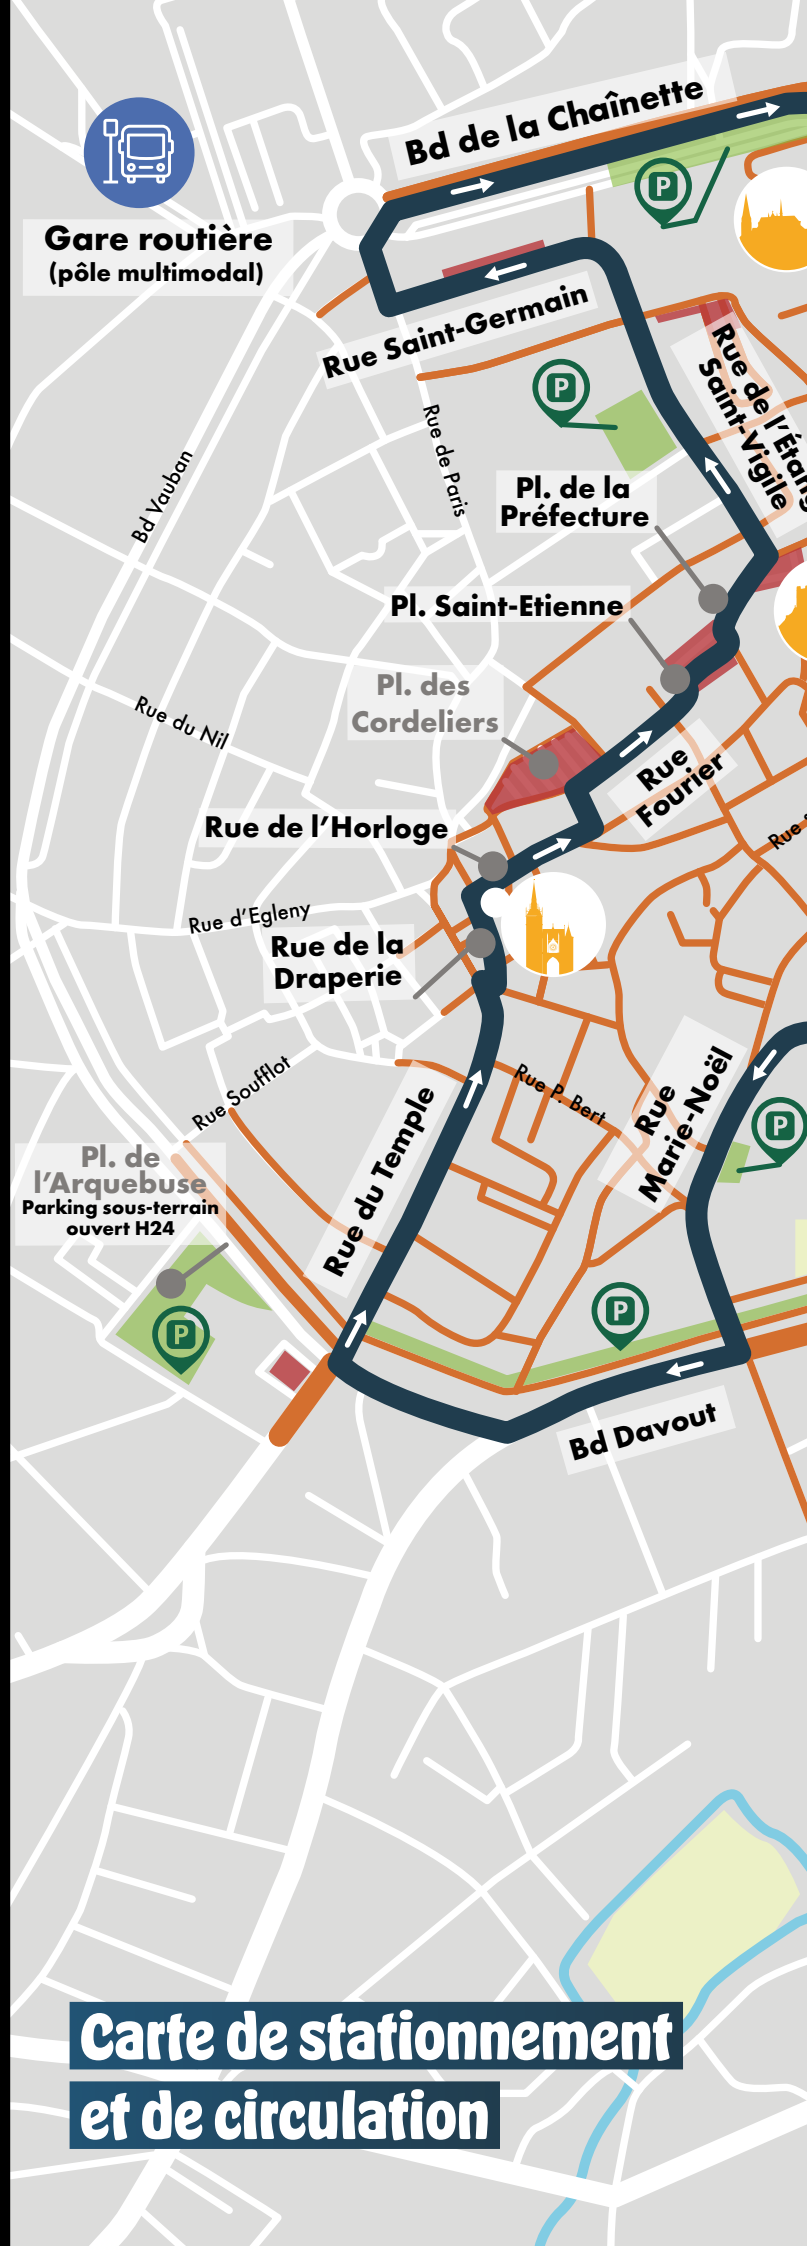 Bd de la Chaînette
P
Gare routière
(pôle multimodal)
Rue Saint-Germain
Rue de l'Étang
Saint-Vigile
P
Rue de Paris
Bd Vauban
Pl. de la
Préfecture
Pl. Saint-Etienne
Pl. des
Cordeliers
Rue du Nil
Rue
Fourier
Rue de l'Horloge
Rue
Rue d'Egleny
Rue de la
Draperie
Rue Soufflot
Rue P. Bert
Rue
Marie-Noël
P
Rue du Temple
Pl. de
l'Arquebuse
Parking sous-terrain
ouvert H24
P
P
Bd Davout
Carte de stationnement
et de circulation